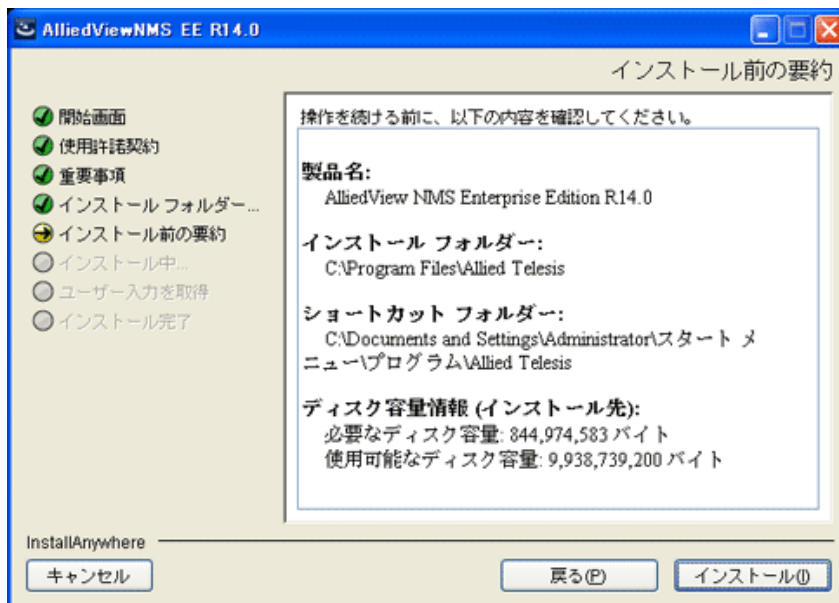 AlliedViewNMS EE R14.0
インストール前の要約
開始画面
使用許諾契約
重要事項
インストール フォルダー...
インストール前の要約
インストール中...
ユーザー入力を取得
インストール完了
操作を続ける前に、以下の内容を確認してください。
製品名:
AlliedView NMS Enterprise Edition R14.0
インストール フォルダー:
C:\Program Files\Allied Telesis
ショートカット フォルダー:
C:\Documents and Settings\Administrator\スタート メ
ニュー\プログラム\Allied Telesis
ディスク容量情報 (インストール先):
必要なディスク容量: 844,974,583 バイト
使用可能なディスク容量: 9,938,739,200 バイト
InstallAnywhere
キャンセル
戻る(P)
インストール(I)